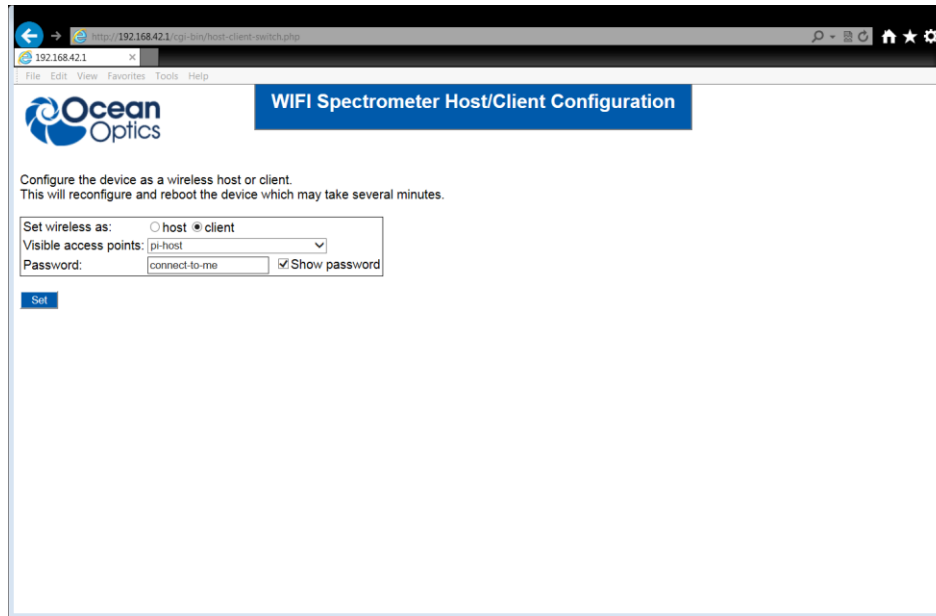 http://192.168.42.1/cgi-bin/host-client-switch.php
192.168.42.1
File Edit View Favorites Tools Help
Ocean
Optics
WIFI Spectrometer Host/Client Configuration
Configure the device as a wireless host or client.
This will reconfigure and reboot the device which may take several minutes.
Set wireless as: host client
Visible access points: pi-host
Password: connect-to-me Show password
Set